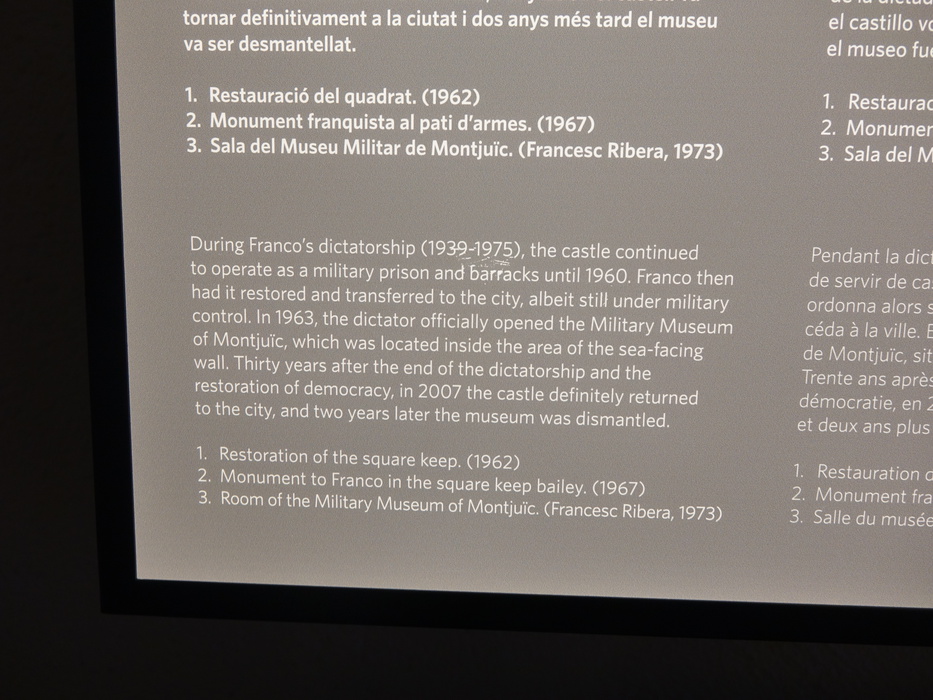 tornar definitivament a la ciutat i dos anys més tard el museu
va ser desmantellat.
1. Restauració del quadrat. (1962)
2. Monument franquista al pati d'armes. (1967)
3. Sala del Museu Militar de Montjuïc. (Francesc Ribera, 1973)
During Franco's dictatorship (1939-1975), the castle continued
to operate as a military prison and barracks until 1960. Franco then
had it restored and transferred to the city, albeit still under military
control. In 1963, the dictator officially opened the Military Museum
of Montjuïc, which was located inside the area of the sea-facing
wall. Thirty years after the end of the dictatorship and the
restoration of democracy, in 2007 the castle definitely returned
to the city, and two years later the museum was dismantled.
1. Restoration of the square keep. (1962)
2. Monument to Franco in the square keep bailey. (1967)
3. Room of the Military Museum of Montjuïc. (Francesc Ribera, 1973)
el castillo
el museo
1.
2.
3. Sala del
Pendant la
de servir de
ordonna alors
céda à la ville.
de Montjuïc,
Trente ans après
démocratie, en
et deux ans plus
1. Restauration
2. Monument
3. Salle du musée